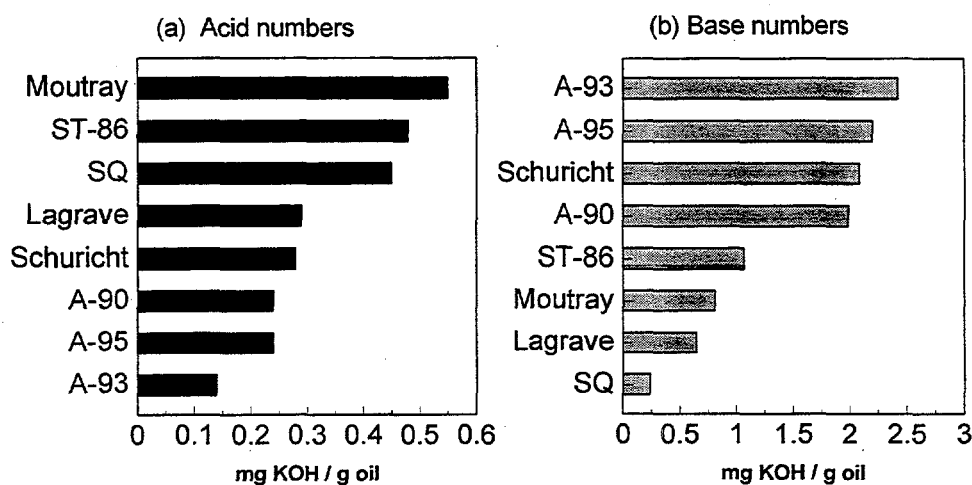 (a) Acid numbers
Moutray
ST-86
SQ
Lagrave
Schuricht
A-90
A-95
A-93
0 0.1 0.2 0.3 0.4 0.5 0.6
mg KOH / g oil
(b) Base numbers
A-93
A-95
Schuricht
A-90
ST-86
Moutray
Lagrave
SQ
0 0.5 1 1.5 2 2.5 3
mg KOH / g oil